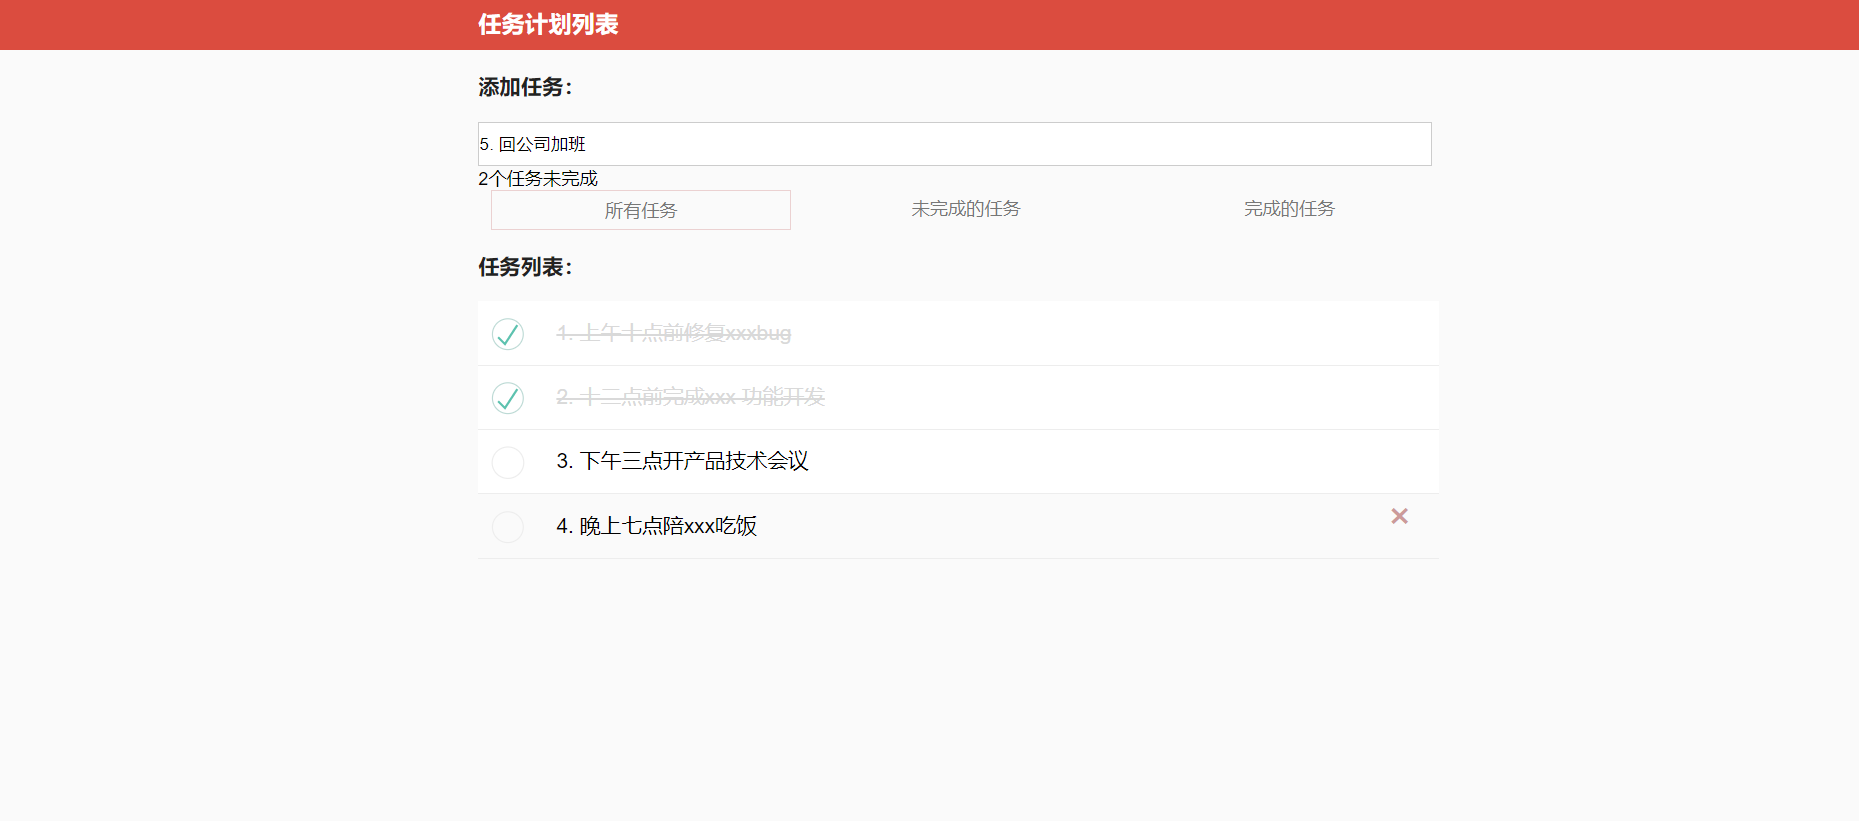 任务计划列表
添加任务：
5. 回公司加班
2个任务未完成
所有任务 未完成的任务 完成的任务
任务列表：
1. 上午十点前修复xxxbug
2. 十二点前完成xxx 功能开发
3. 下午三点开产品技术会议
4. 晚上七点陪xxx吃饭